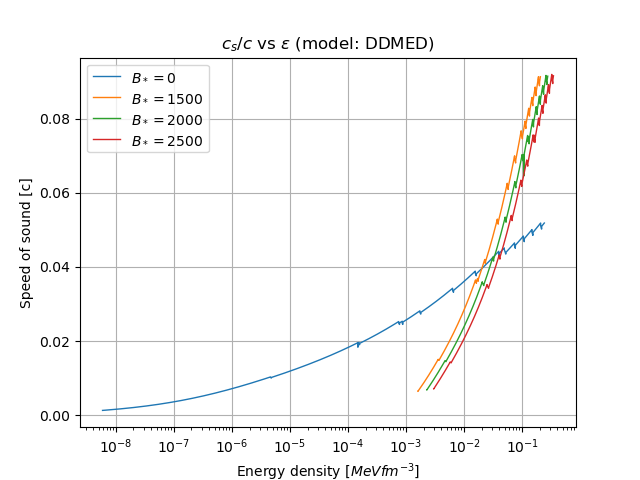 c_s/c vs ε (model: DDMED)
B_* = 0
B_* = 1500
B_* = 2000
B_* = 2500
Speed of sound [c]
0.08
0.06
0.04
0.02
0.00
10^{-8} 10^{-7} 10^{-6} 10^{-5} 10^{-4} 10^{-3} 10^{-2} 10^{-1}
Energy density [MeVfm^{-3}]